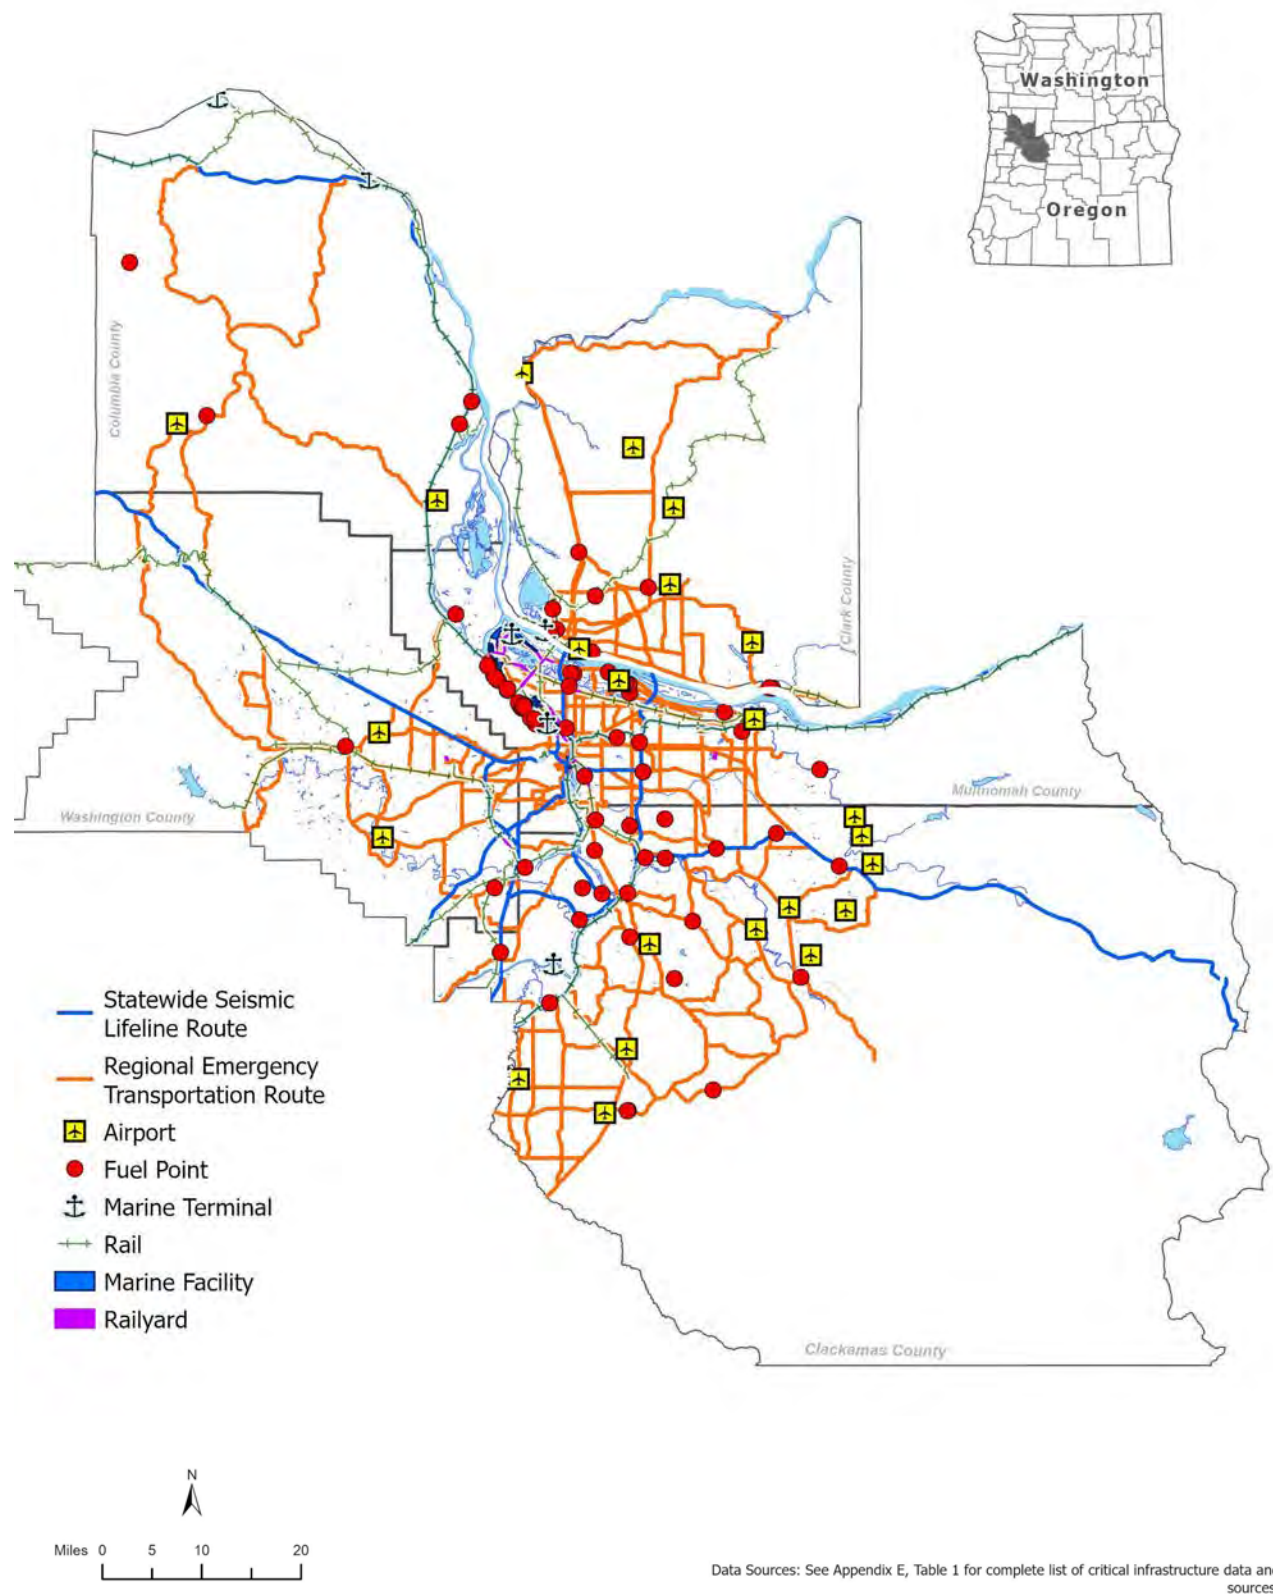 Washington
Oregon
Columbia County
Clark County
Multnomah County
Washington County
Statewide Seismic
Lifeline Route
Regional Emergency
Transportation Route
Airport
Fuel Point
Marine Terminal
Rail
Marine Facility
Railyard
Clackamas County
N
Miles 0 5 10 20
Data Sources: See Appendix E, Table 1 for complete list of critical infrastructure data an
sources